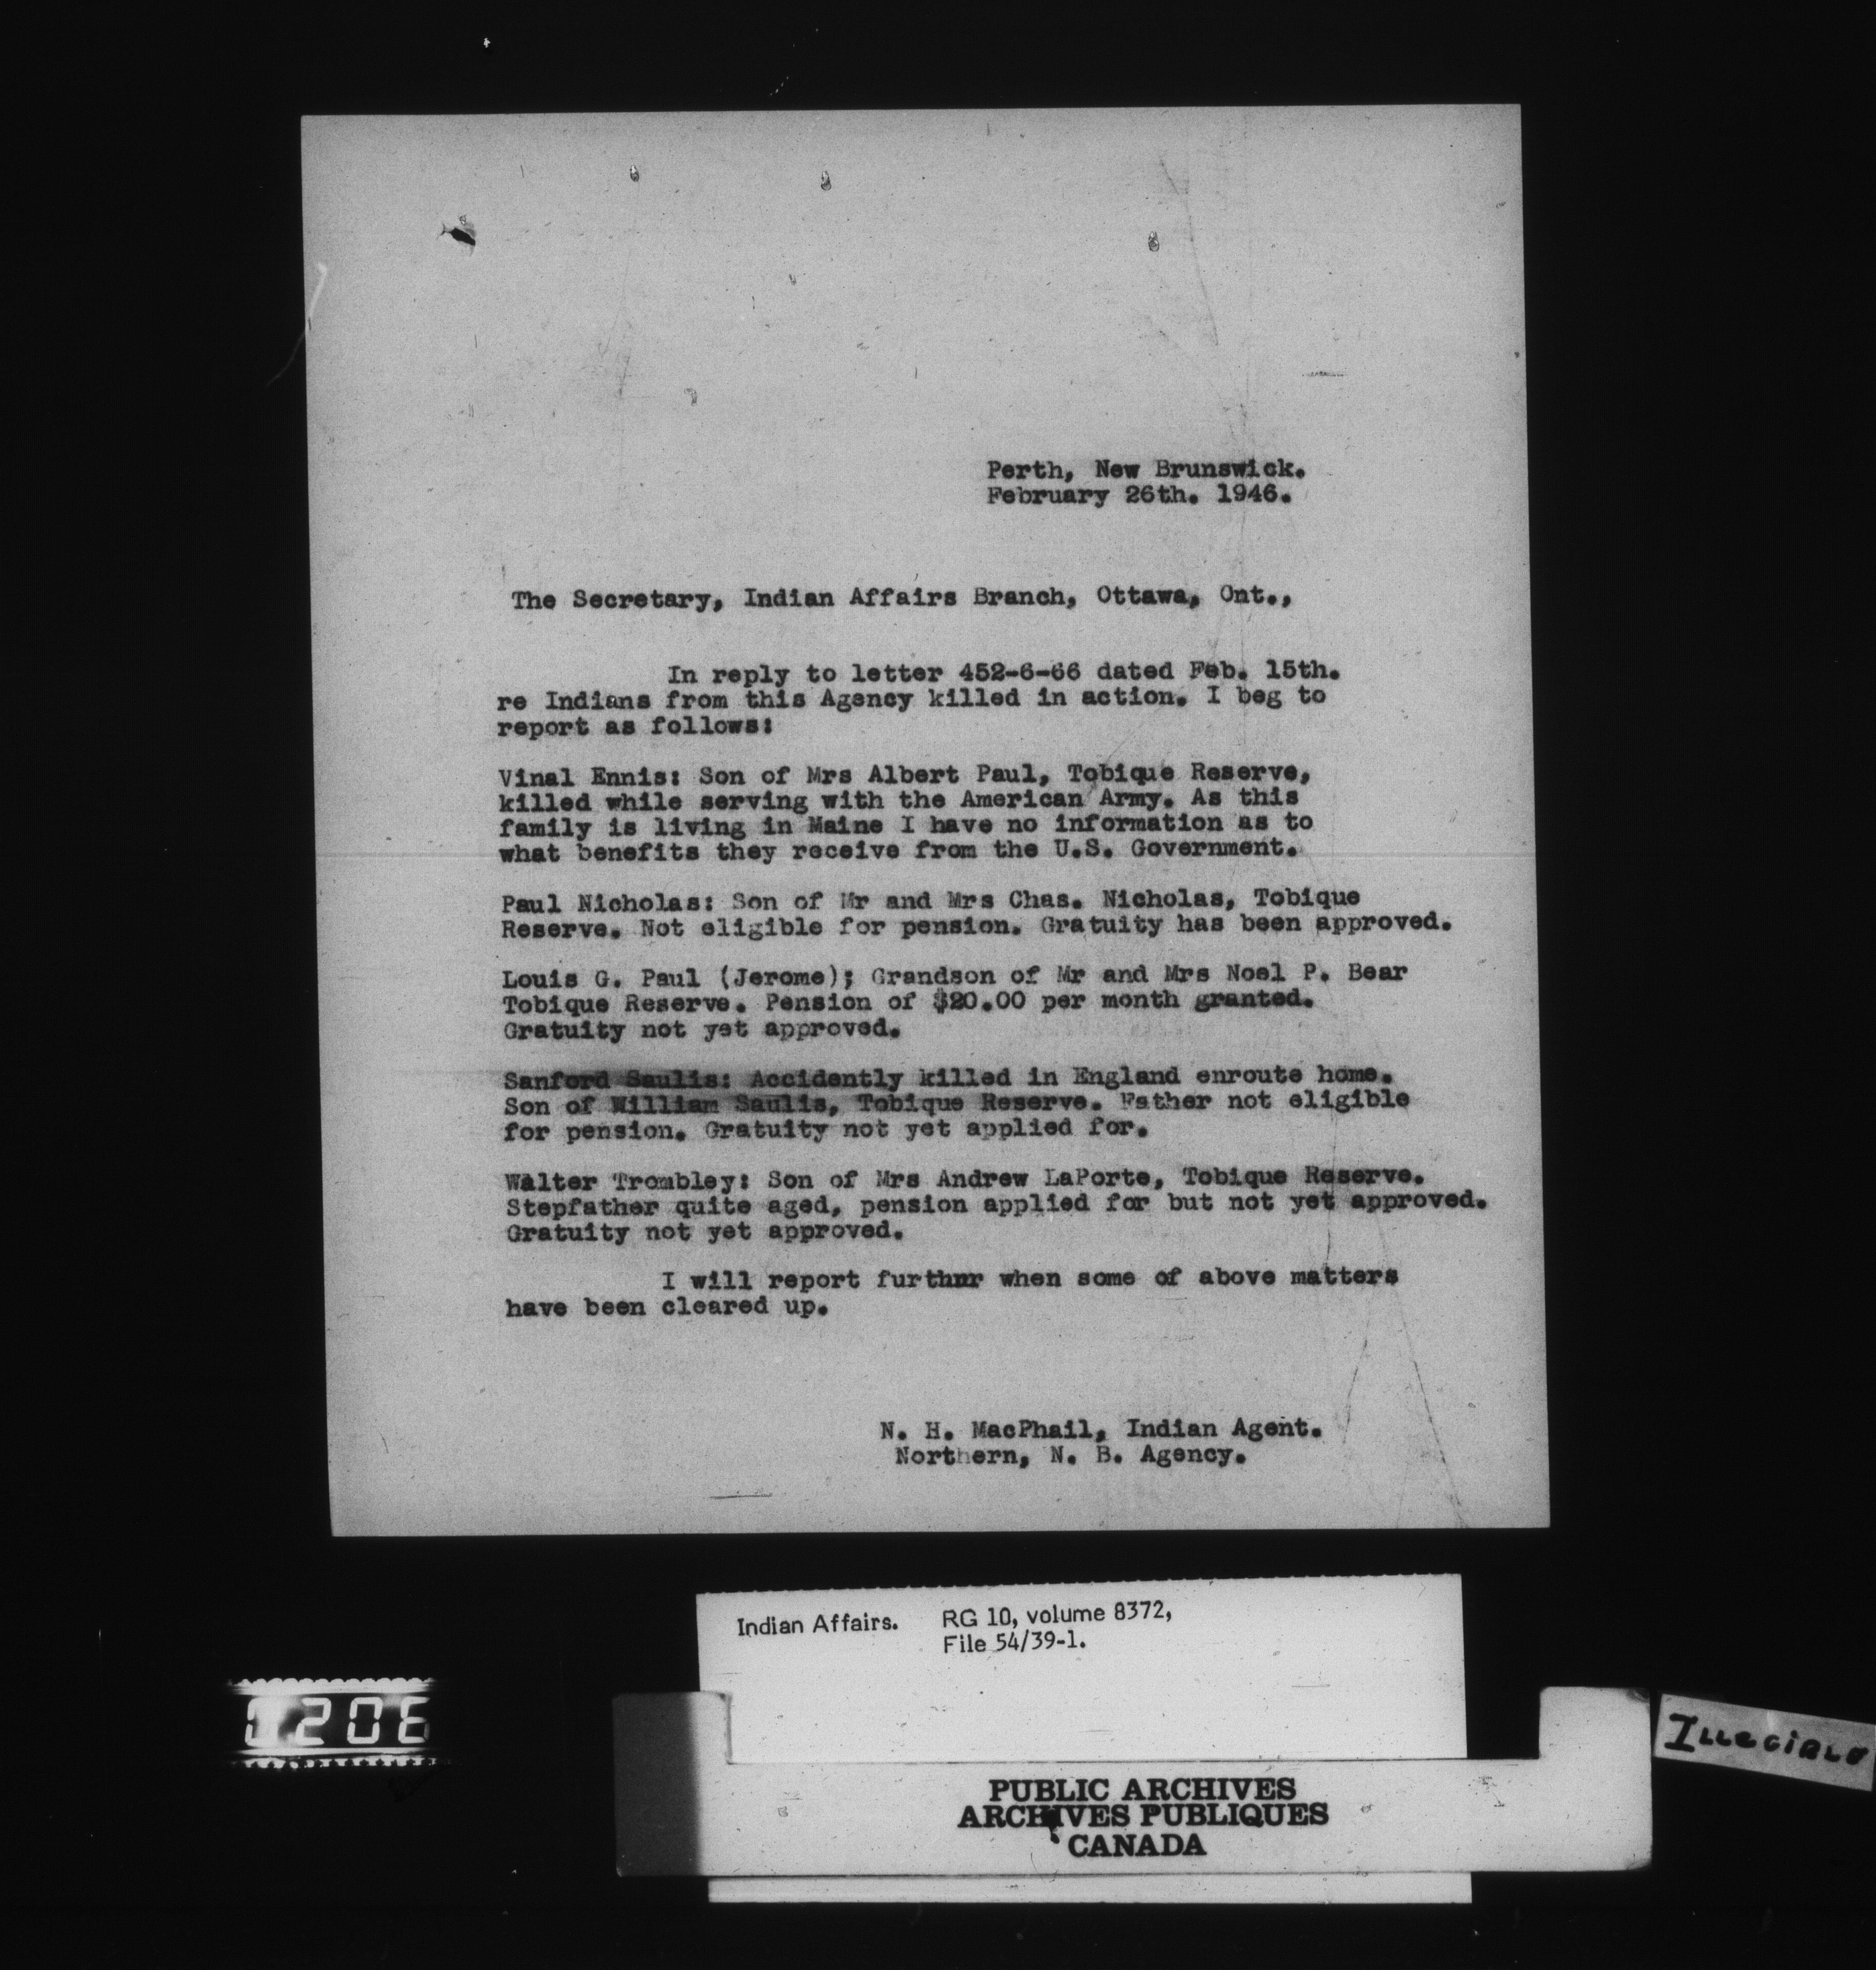 Perth, New Brunswick.
February 26th. 1946.
The Secretary, Indian Affairs Branch, Ottawa, Ont.,
In reply to letter 452-6-66 dated Feb. 15th.
re Indians from this Agency killed in action. I beg to
report as follows:
Vinal Ennis: Son of Mrs Albert Paul, Tobique Reserve,
killed while serving with the American Army. As this
family is living in Maine I have no information as to
what benefits they receive from the U.S. Government.
Paul Nicholas: Son of Mr and Mrs Chas. Nicholas, Tobique
Reserve. Not eligible for pension. Gratuity has been approved.
Louis G. Paul (Jerome); Grandson of Mr and Mrs Noel P. Bear
Tobique Reserve. Pension of $20.00 per month granted.
Gratuity not yet approved.
Sanford Saulis: Accidently killed in England enroute home.
Son of William Saulis, Tobique Reserve. Father not eligible
for pension. Gratuity not yet applied for.
Walter Trombley: Son of Mrs Andrew LaPorte, Tobique Reserve.
Stepfather quite aged, pension applied for but not yet approved.
Gratuity not yet approved.
I will report further when some of above matters
have been cleared up.
N. H. MacPhail, Indian Agent.
Northern, N. B. Agency.
Indian Affairs. RG 10, volume 8372,
File 54/39-1.
PUBLIC ARCHIVES
ARCHIVES PUBLIQUES
CANADA